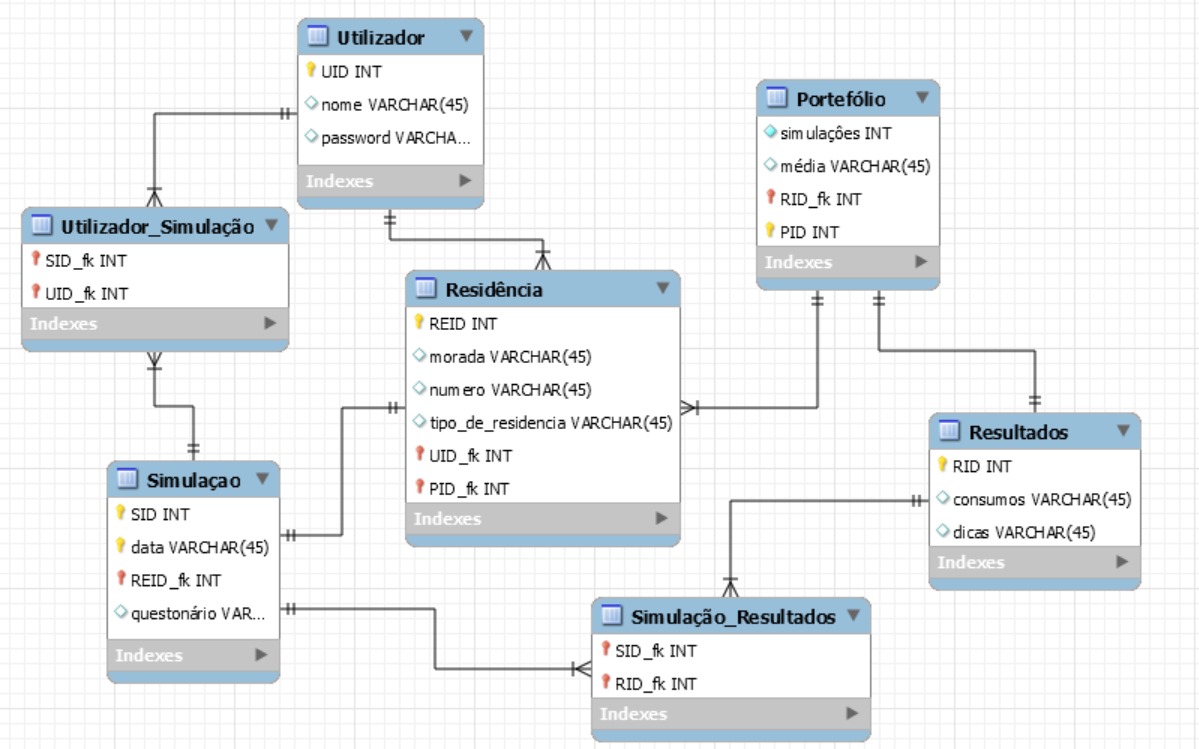 Utilizador
UID INT
nome VARCHAR(45)
password VARCHA...
Indexes
Portefólio
simulações INT
média VARCHAR(45)
RID_fk INT
PID INT
Indexes
Utilizador_Simulação
SID_fk INT
UID_fk INT
Indexes
Residência
REID INT
morada VARCHAR(45)
numero VARCHAR(45)
tipo_de_residencia VARCHAR(45)
UID_fk INT
PID_fk INT
Indexes
Resultados
RID INT
consumos VARCHAR(45)
dicas VARCHAR(45)
Indexes
Simulaçao
SID INT
data VARCHAR(45)
REID_fk INT
questonário VAR...
Indexes
Simulação_Resultados
SID_fk INT
RID_fk INT
Indexes